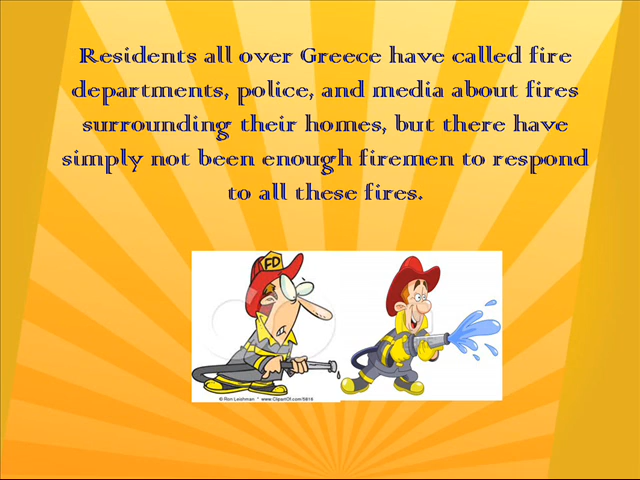 Residents all over Greece have called fire
departments, police, and media about fires
surrounding their homes, but there have
simply not been enough firemen to respond
to all these fires.
FD
© Ron Leishman * www.ClipartOf.com/5816